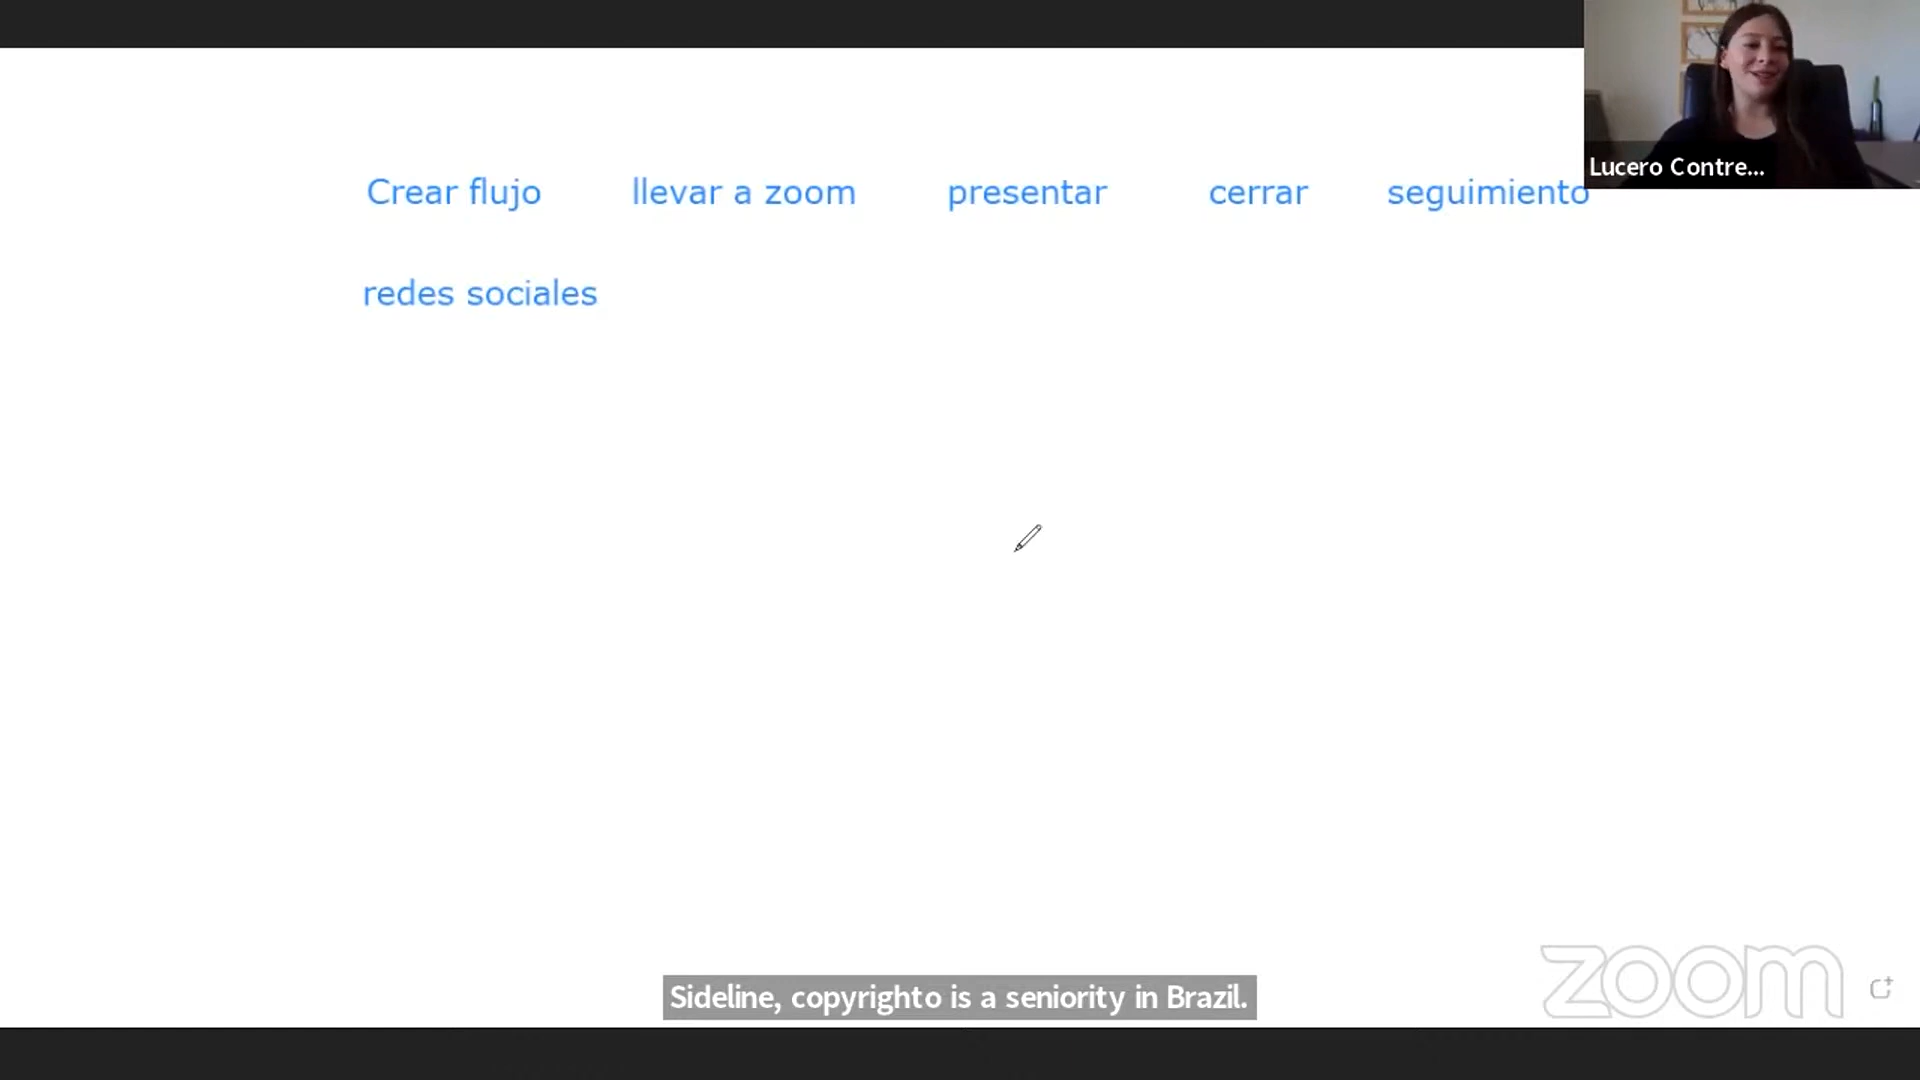 Crear flujo llevar a zoom presentar cerrar seguimiento
redes sociales
Lucero Contre...
Sideline, copyrighto is a seniority in Brazil.
zoom